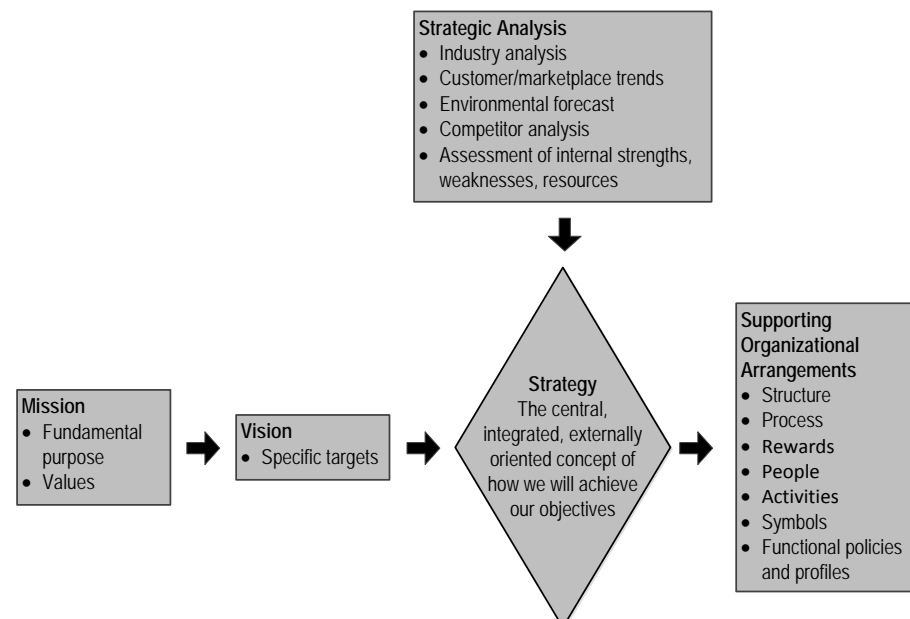 Strategic Analysis
• Industry analysis
• Customer/marketplace trends
• Environmental forecast
• Competitor analysis
• Assessment of internal strengths,
weaknesses, resources
Mission
• Fundamental
purpose
• Values
Vision
• Specific targets
Strategy
The central,
integrated, externally
oriented concept of
how we will achieve
our objectives
Supporting
Organizational
Arrangements
• Structure
• Process
• Rewards
• People
• Activities
• Symbols
• Functional policies
and profiles